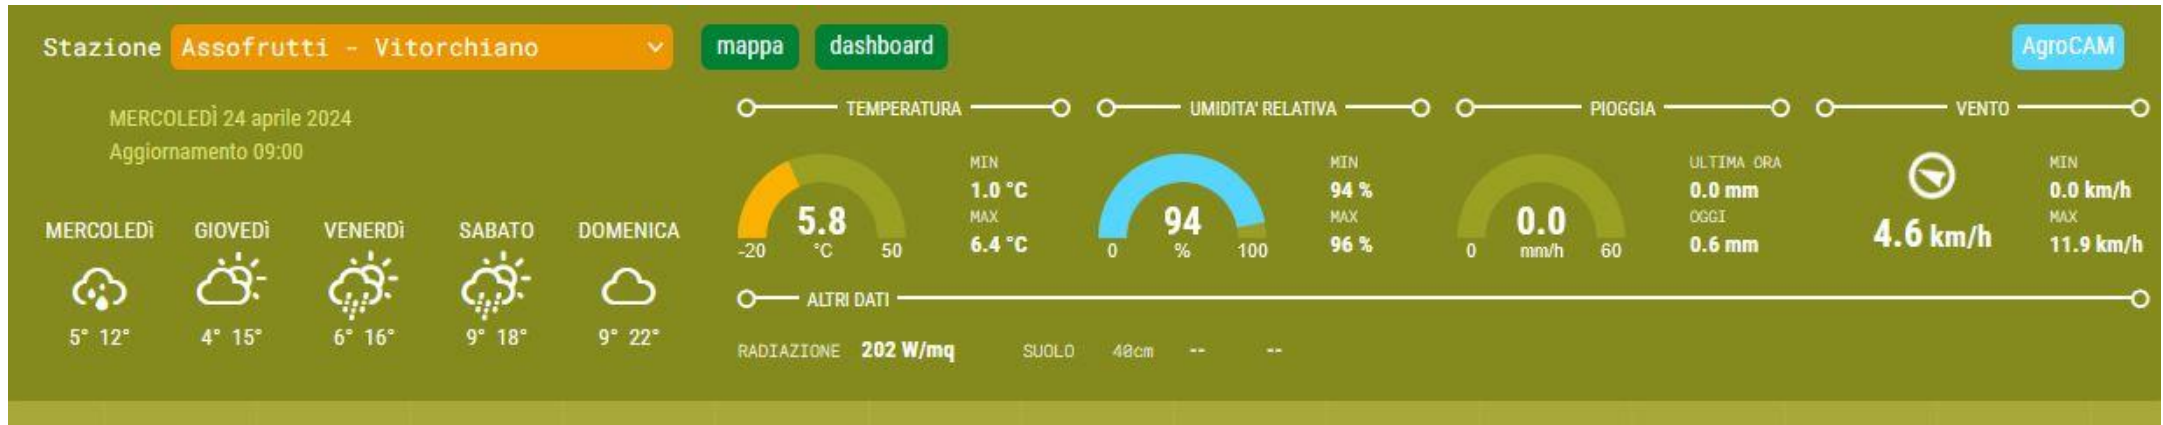 Stazione Assofrutti - Vitorchiano mappa dashboard AgroCAM
MERCOLEDÌ 24 aprile 2024
Aggiornamento 09:00
MERCOLEDÌ GIOVEDÌ VENERDÌ SABATO DOMENICA
5° 12° 4° 15° 6° 16° 9° 18° 9° 22°
TEMPERATURA
5.8
-20 °C 50
MIN
1.0 °C
MAX
6.4 °C
UMIDITA' RELATIVA
94
0 % 100
MIN
94 %
MAX
96 %
PIOGGIA
0.0
0 mm/h 60
ULTIMA ORA
0.0 mm
OGGI
0.6 mm
VENTO
4.6 km/h
MIN
0.0 km/h
MAX
11.9 km/h
ALTRI DATI
RADIAZIONE 202 W/mq SUOLO 40cm -- --